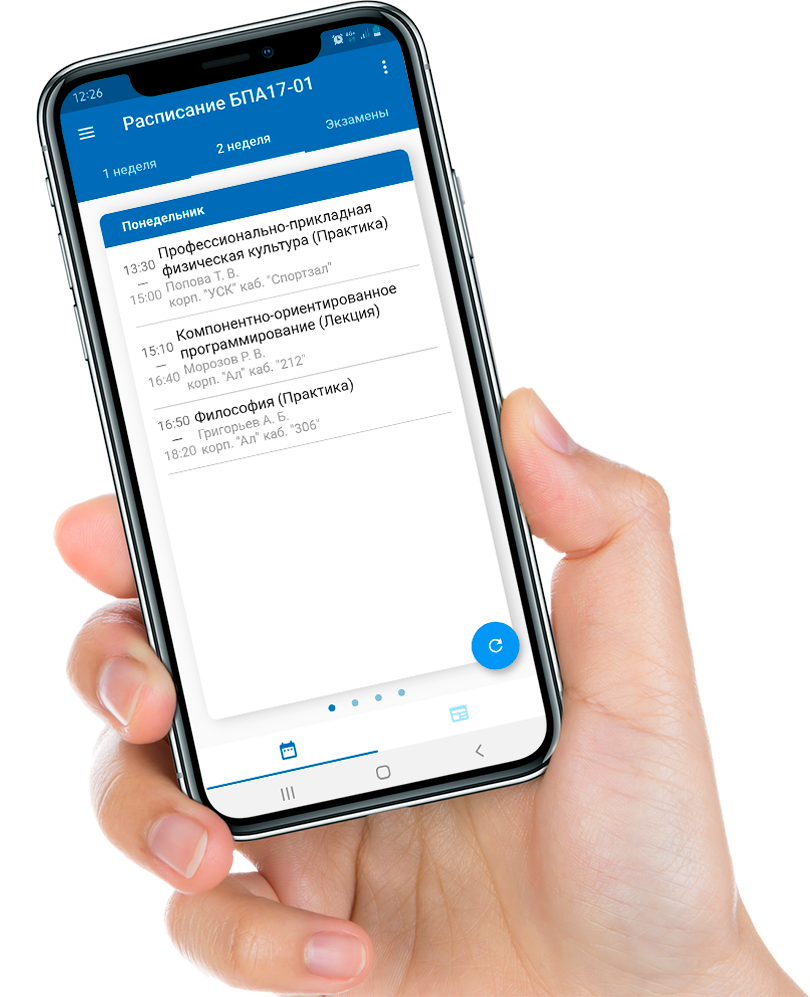 12:26
4G+
Расписание БПА17-01
1 неделя
2 неделя
Экзамены
Понедельник
13:30
—
15:00
Профессионально-прикладная
физическая культура (Практика)
Попова Т. В.
корп. "УСК" каб. "Спортзал"
15:10
—
16:40
Компонентно-ориентированное
программирование (Лекция)
Морозов Р. В.
корп. "Ал" каб. "212"
16:50
—
18:20
Философия (Практика)
Григорьев А. Б.
корп. "Ал" каб. "306"